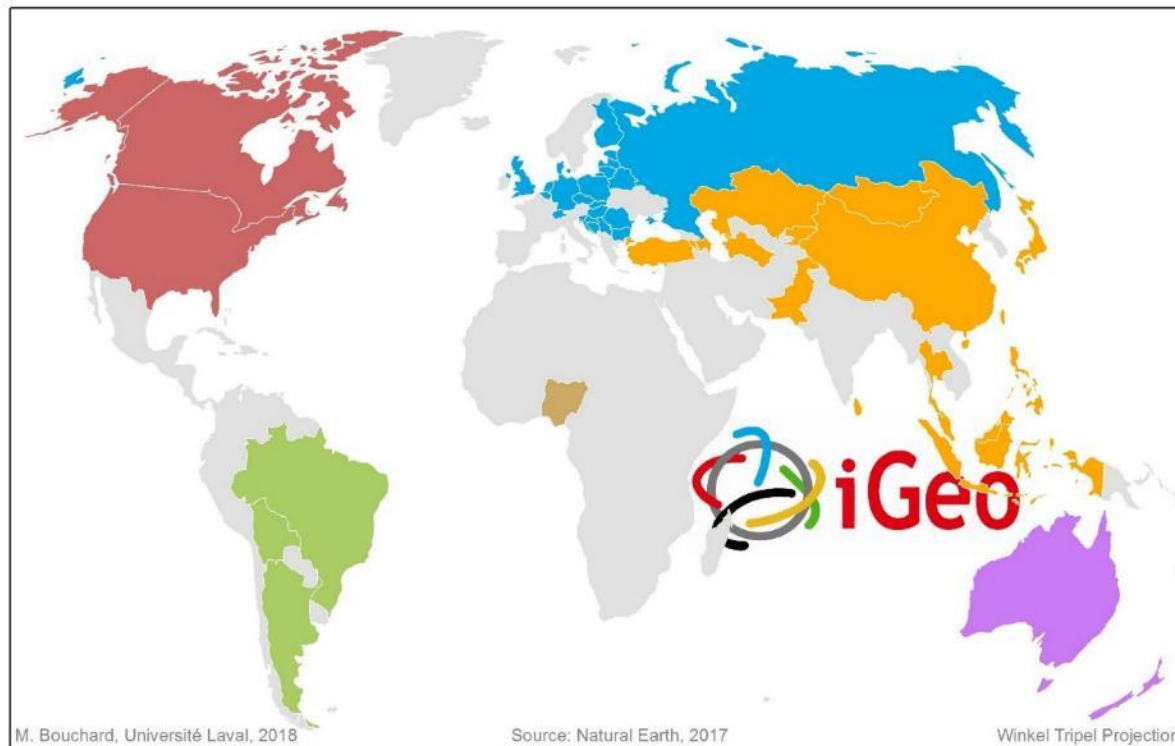 iGeo
M. Bouchard, Université Laval, 2018
Source: Natural Earth, 2017
Winkel Tripel Projection